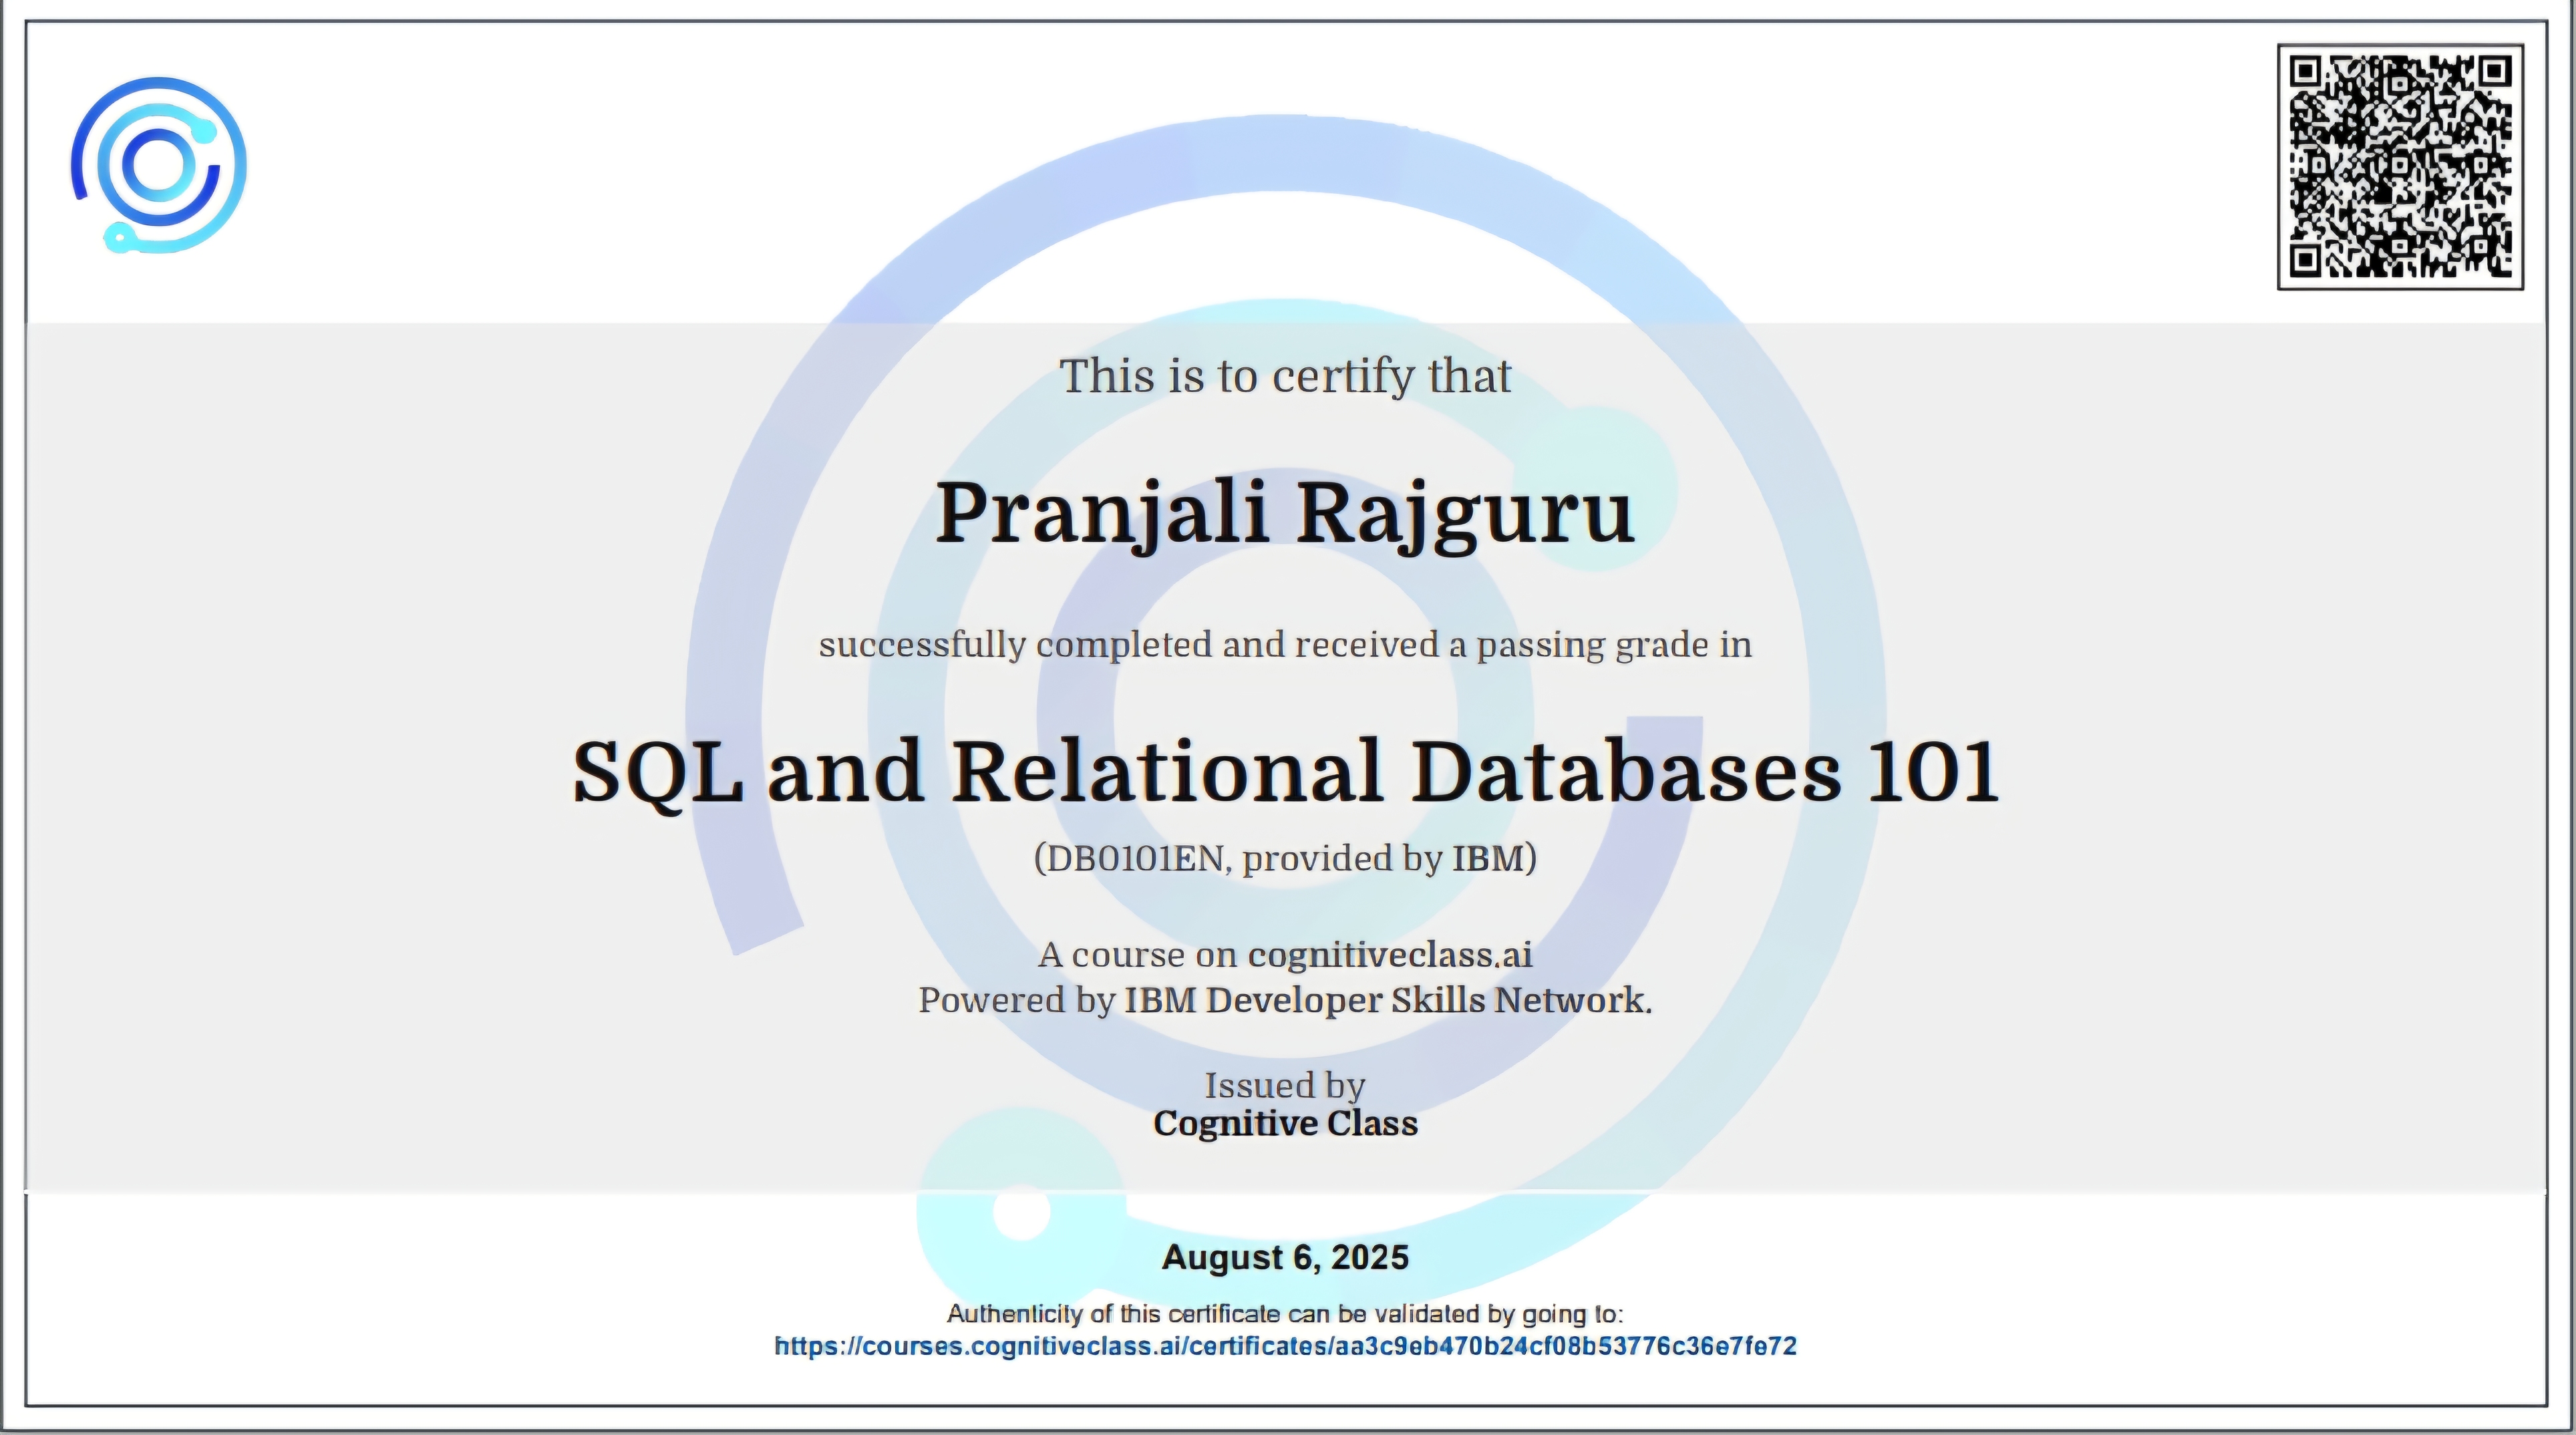 This is to certify that
Pranjali Rajguru
successfully completed and received a passing grade in
SQL and Relational Databases 101
(DB0101EN, provided by IBM)
A course on cognitiveclass.ai
Powered by IBM Developer Skills Network.
Issued by
Cognitive Class
August 6, 2025
Authenticity of this certificate can be validated by going to:
https://courses.cognitiveclass.ai/certificates/aa3c9eb470b24cf08b53776c36e7fe72